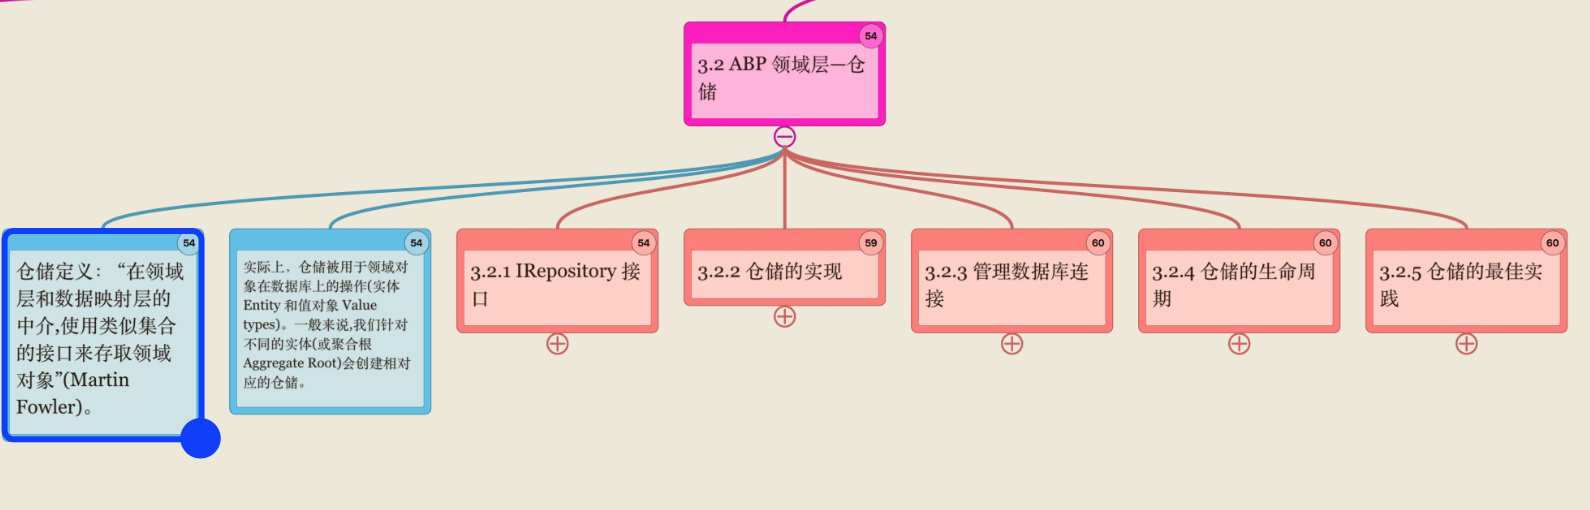 54
3.2 ABP 领域层—仓
储
54
仓储定义：“在领域
层和数据映射层的
中介,使用类似集合
的接口来存取领域
对象”(Martin
Fowler)。
54
实际上，仓储被用于领域对
象在数据库上的操作(实体
Entity 和值对象 Value
types)。一般来说,我们针对
不同的实体(或聚合根
Aggregate Root)会创建相对
应的仓储。
54
3.2.1 IRepository 接
口
59
3.2.2 仓储的实现
60
3.2.3 管理数据库连
接
60
3.2.4 仓储的生命周
期
60
3.2.5 仓储的最佳实
践